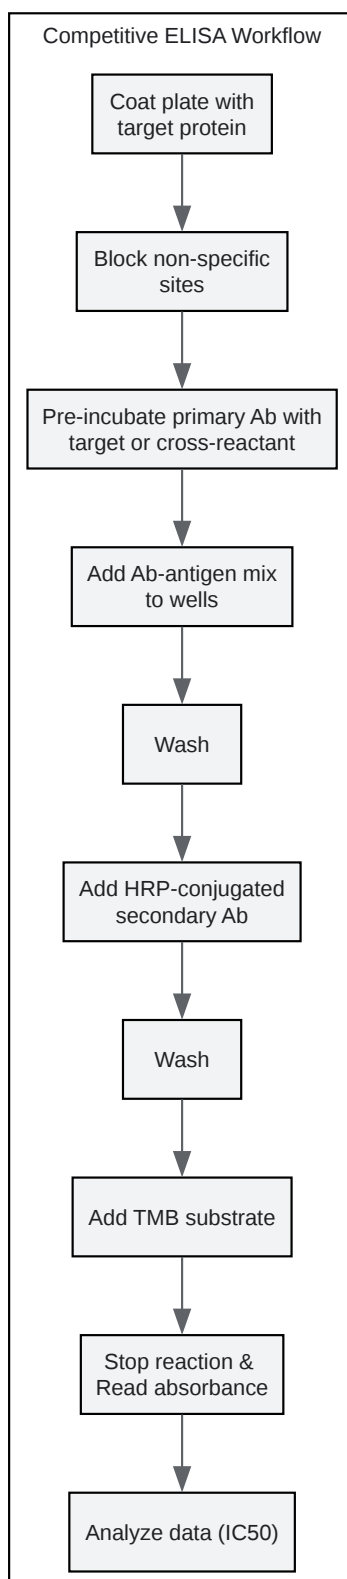 Competitive ELISA Workflow
Coat plate with
target protein
Block non-specific
sites
Pre-incubate primary Ab with
target or cross-reactant
Add Ab-antigen mix
to wells
Wash
Add HRP-conjugated
secondary Ab
Wash
Add TMB substrate
Stop reaction &
Read absorbance
Analyze data (IC50)